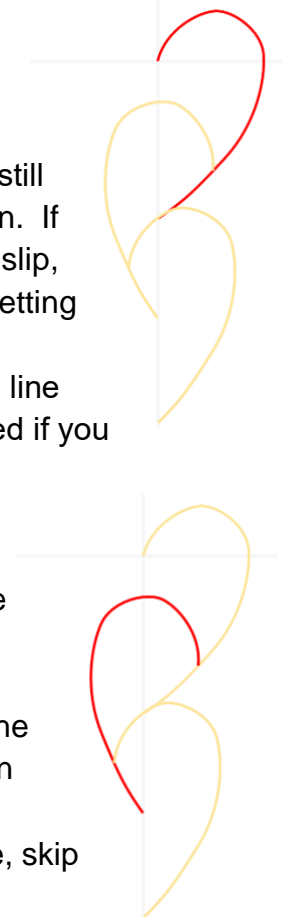 still
n. If
slip,
etting
line
ed if you
e
ne
n
e, skip